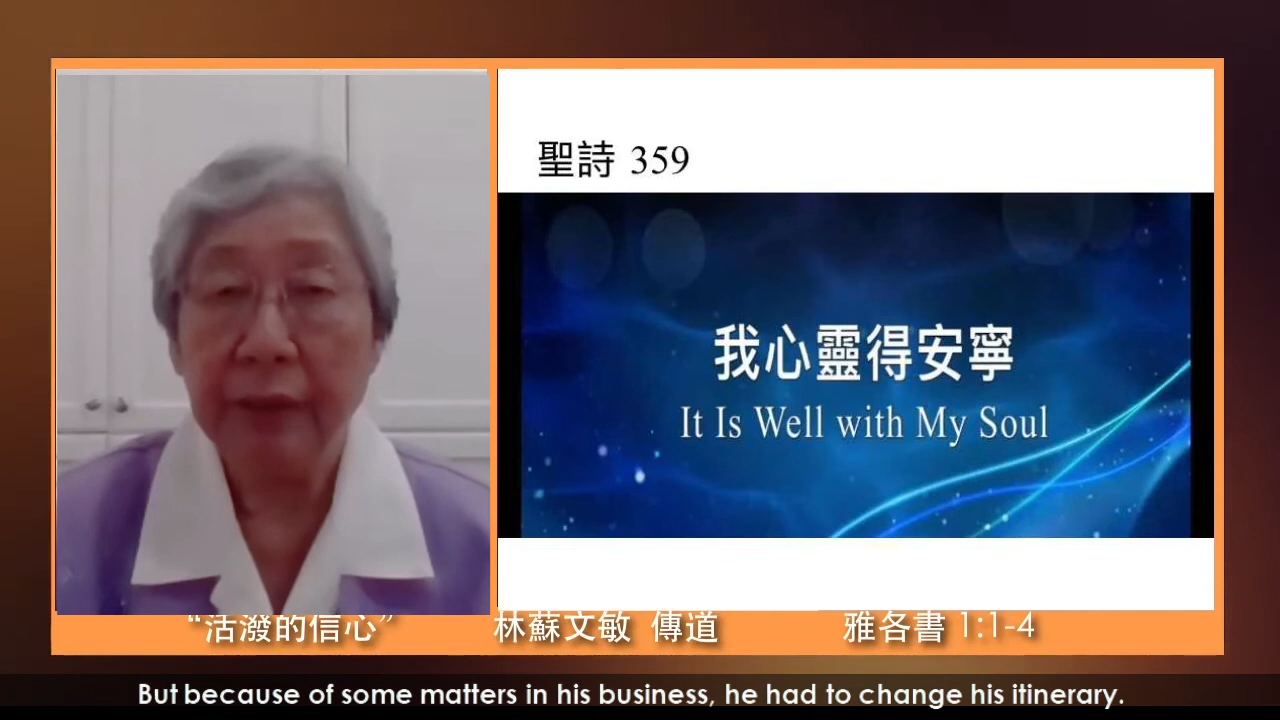 聖詩 359
我心靈得安寧
It Is Well with My Soul
“活潑的信心” 林蘇文敏 傳道 雅各書 1:1-4
But because of some matters in his business, he had to change his itinerary.